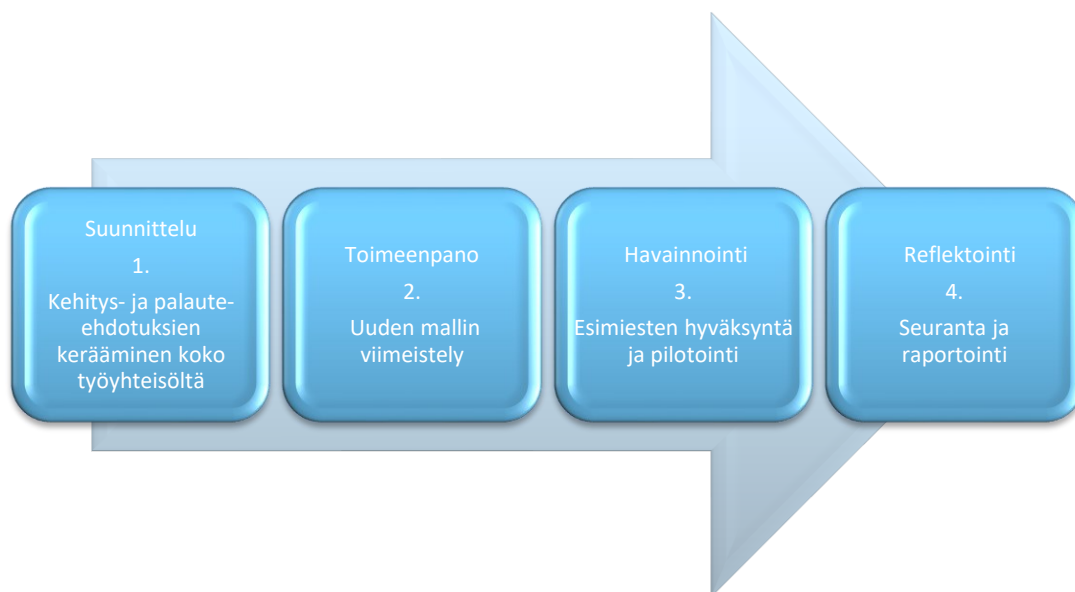 Suunnittelu
1.
Kehitys- ja palaute-
ehdotuksien
kerääminen koko
työyhteisöltä
Toimeenpano
2.
Uuden mallin
viimeistely
Havainnointi
3.
Esimiesten hyväksyntä
ja pilotointi
Reflektointi
4.
Seuranta ja
raportointi